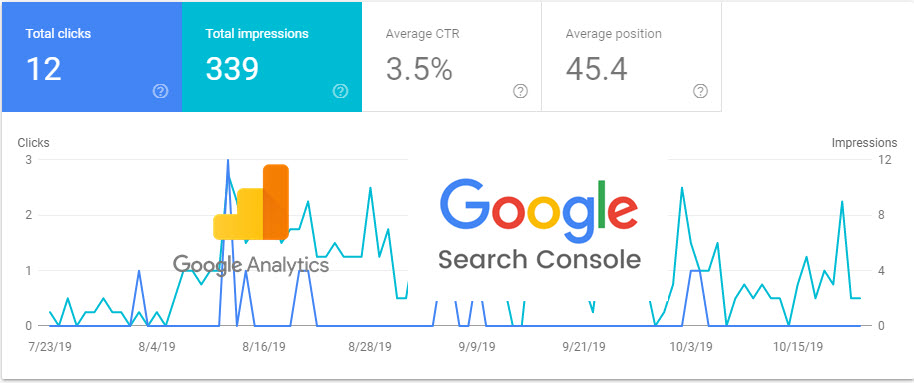 Total clicks
12
Total impressions
339
Average CTR
3.5%
Average position
45.4
Clicks
Impressions
3
12
2
8
1
4
0
0
Google Analytics
Google
Search Console
7/23/19
8/4/19
8/16/19
8/28/19
9/9/19
9/21/19
10/3/19
10/15/19